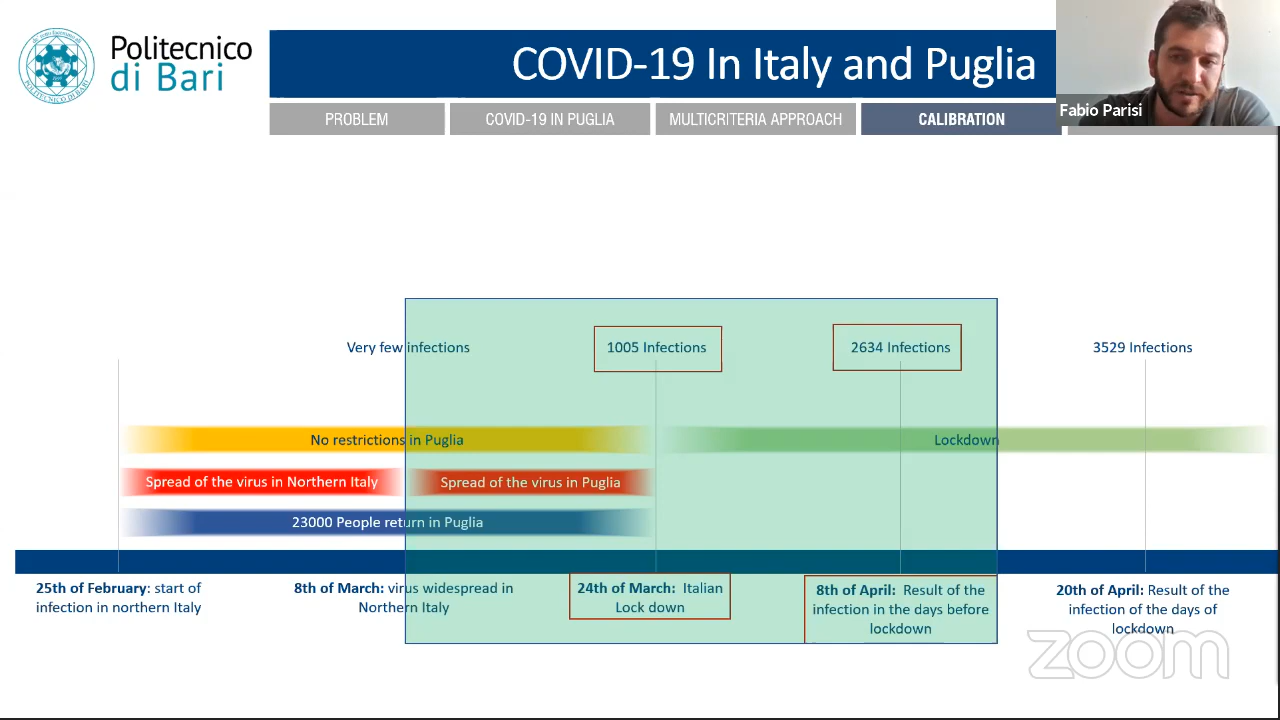 Politecnico
di Bari
COVID-19 In Italy and Puglia
Fabio Parisi
PROBLEM
COVID-19 IN PUGLIA
MULTICRITERIA APPROACH
CALIBRATION
Very few infections
1005 Infections
2634 Infections
3529 Infections
No restrictions in Puglia
Lockdown
Spread of the virus in Northern Italy
Spread of the virus in Puglia
23000 People return in Puglia
25th of February: start of
infection in northern Italy
8th of March: virus widespread in
Northern Italy
24th of March: Italian
Lock down
8th of April: Result of the
infection in the days before
lockdown
20th of April: Result of the
infection of the days of
lockdown
zoom